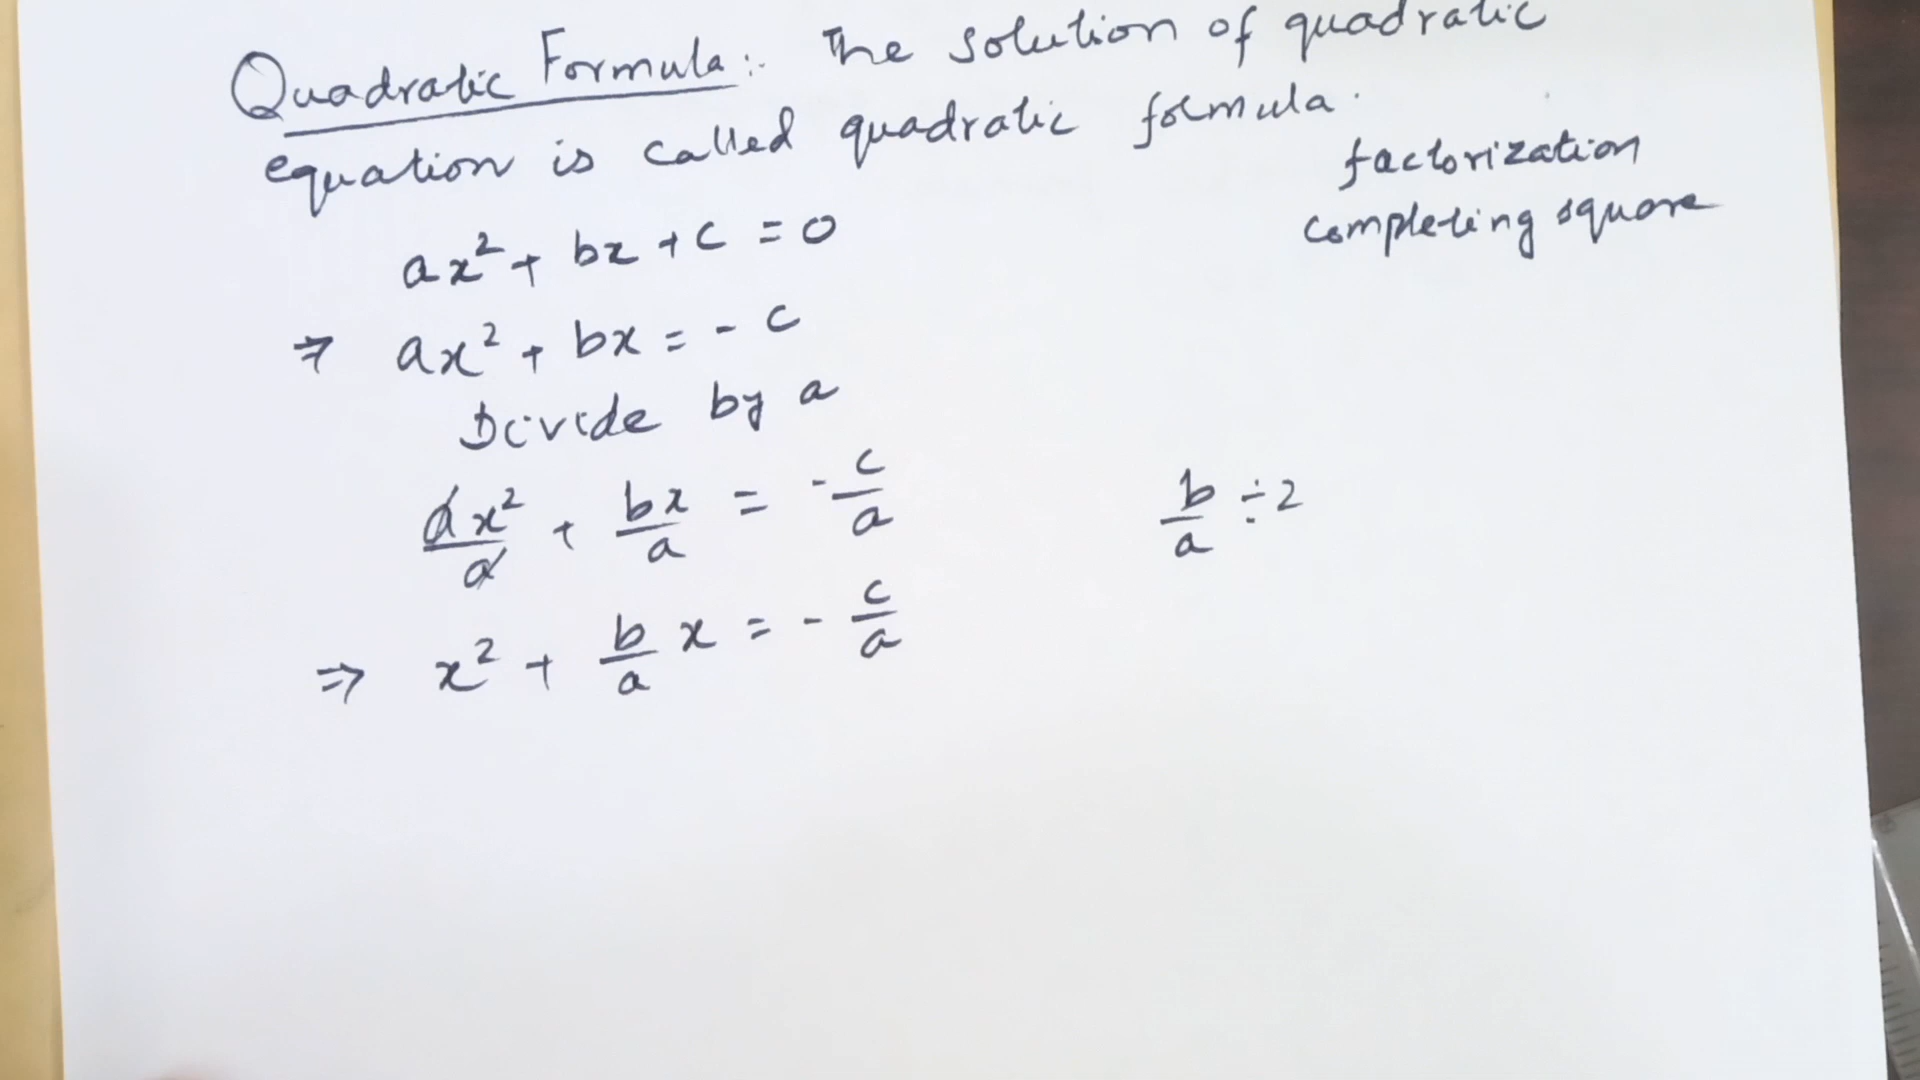 Quadratic Formula:- The solution of quadratic
equation is called quadratic formula.
factorization
completing square
ax² + bx + c = 0
⇒ ax² + bx = - c
Divide by a
ax²/a + bx/a = - c/a
b/a ÷ 2
⇒ x² + b/a x = - c/a